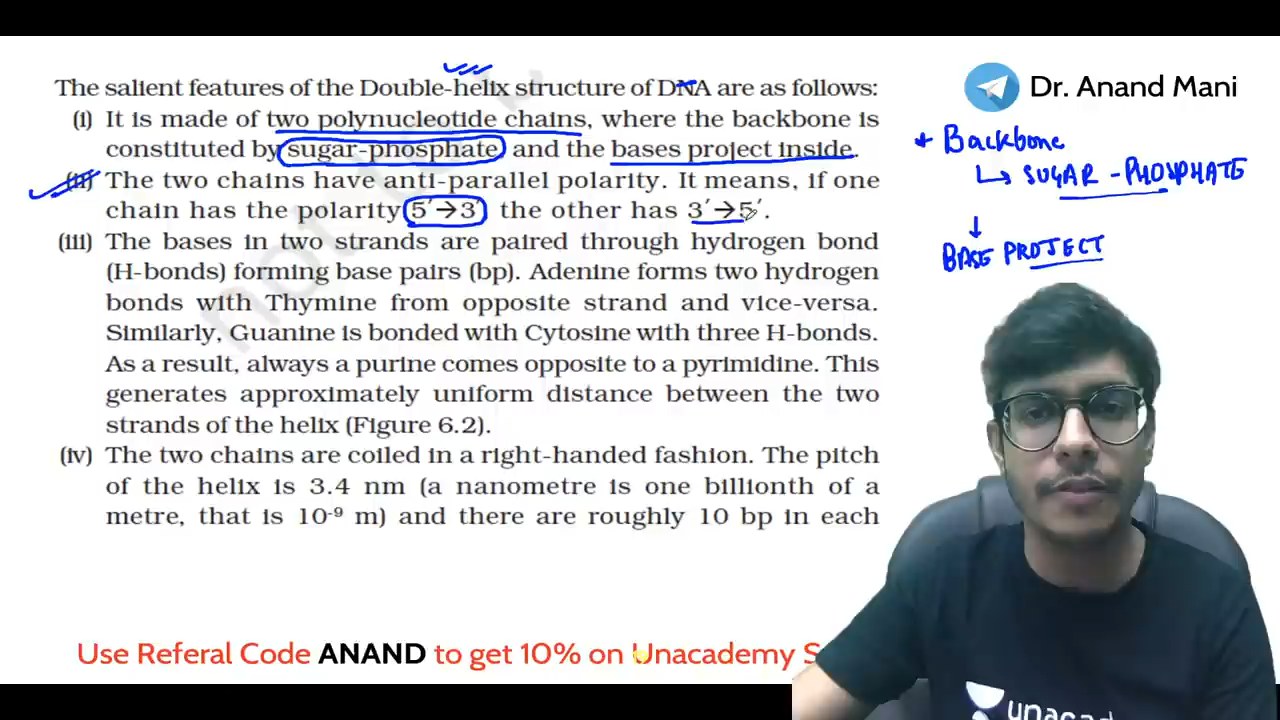 The salient features of the Double-helix structure of DNA are as follows:
(i) It is made of two polynucleotide chains, where the backbone is
constituted by sugar-phosphate and the bases project inside.
(ii) The two chains have anti-parallel polarity. It means, if one
chain has the polarity 5′→3′ the other has 3′→5′.
(iii) The bases in two strands are paired through hydrogen bond
(H-bonds) forming base pairs (bp). Adenine forms two hydrogen
bonds with Thymine from opposite strand and vice-versa.
Similarly, Guanine is bonded with Cytosine with three H-bonds.
As a result, always a purine comes opposite to a pyrimidine. This
generates approximately uniform distance between the two
strands of the helix (Figure 6.2).
(iv) The two chains are coiled in a right-handed fashion. The pitch
of the helix is 3.4 nm (a nanometre is one billionth of a
metre, that is 10⁻⁹ m) and there are roughly 10 bp in each
not
Dr. Anand Mani
* Backbone
↳ SUGAR - PHOSPHATE
↓
BASE PROJECT
Use Referal Code ANAND to get 10% on Unacademy S
unacad